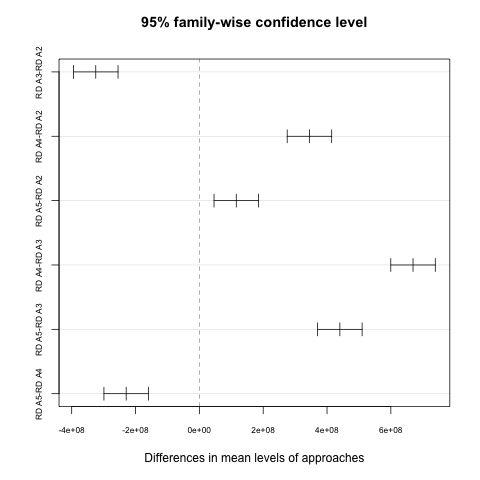 95% family-wise confidence level
RD A3-RD A2
RD A4-RD A2
RD A5-RD A2
RD A4-RD A3
RD A5-RD A3
RD A5-RD A4
-4e+08 -2e+08 0e+00 2e+08 4e+08 6e+08
Differences in mean levels of approaches